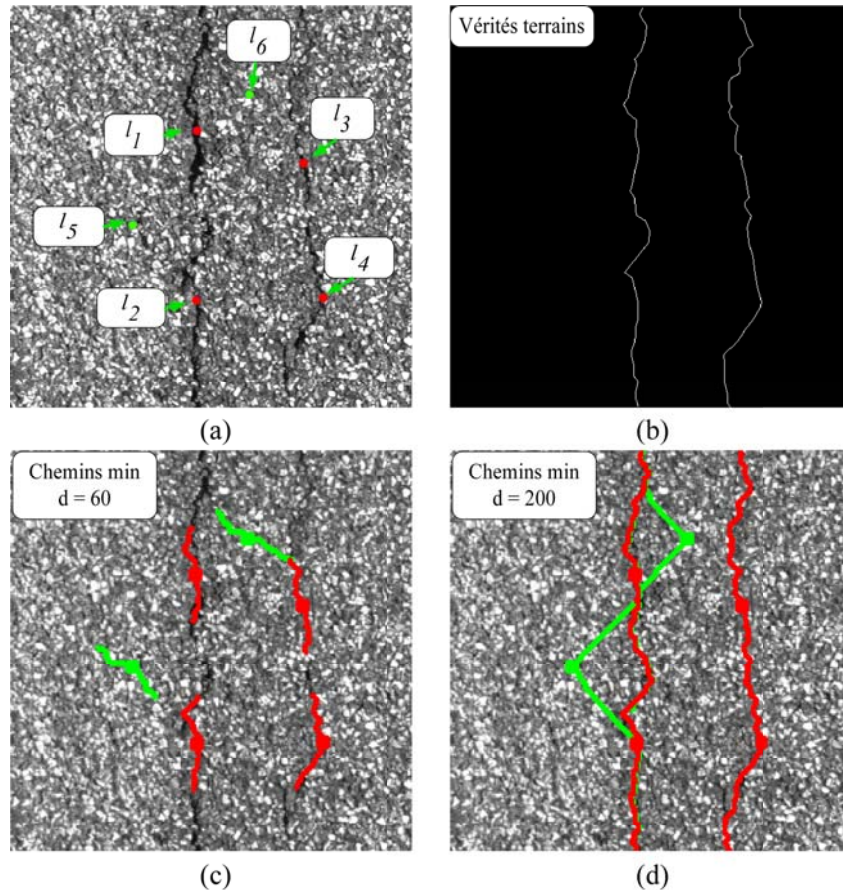 l6
l1
l3
l5
l4
l2
Vérités terrains
(a)
(b)
Chemins min
d = 60
Chemins min
d = 200
(c)
(d)